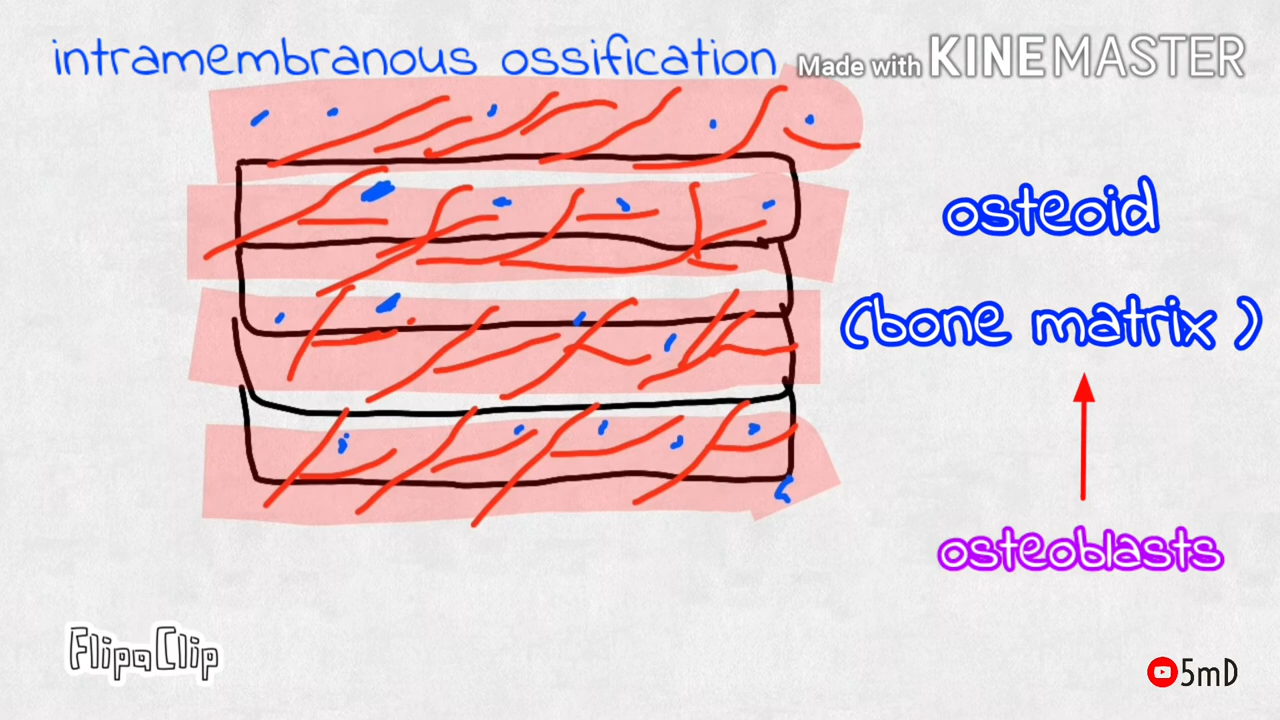 intramembranous ossification
Made with KINEMASTER
osteoid
(bone matrix )
osteoblasts
FlipaClip
5mD